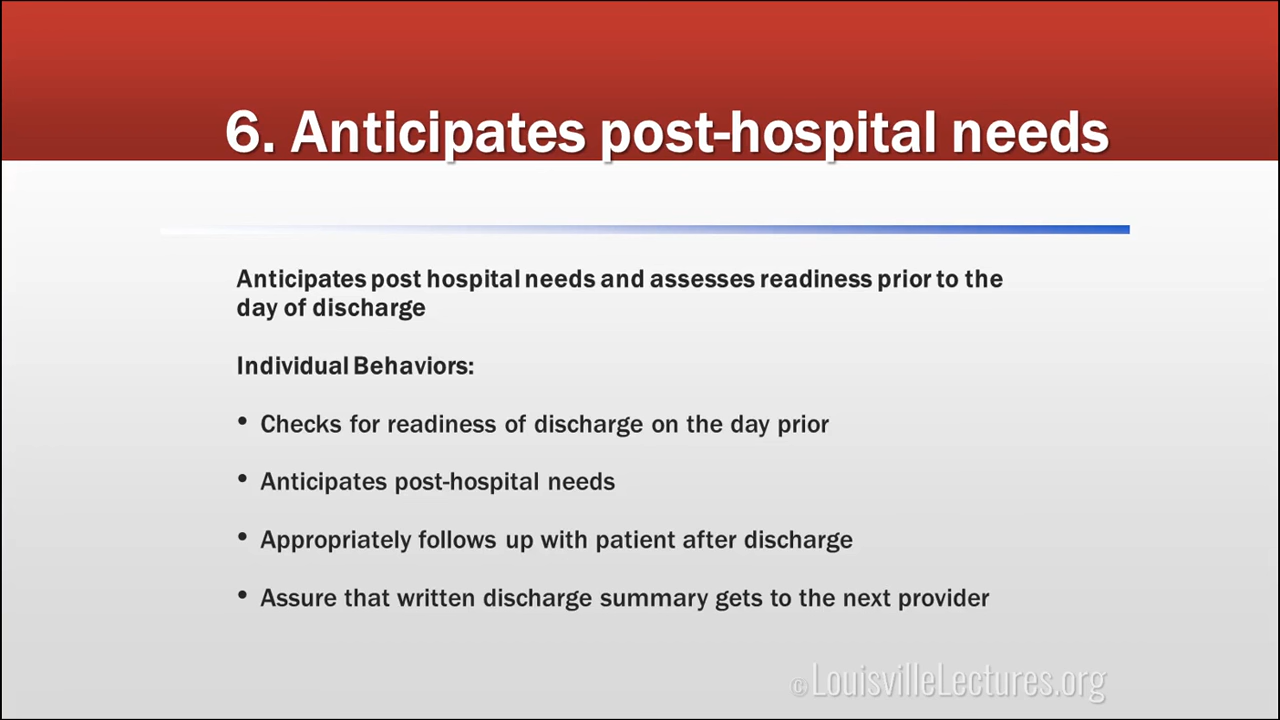 6. Anticipates post-hospital needs
Anticipates post hospital needs and assesses readiness prior to the
day of discharge
Individual Behaviors:
• Checks for readiness of discharge on the day prior
• Anticipates post-hospital needs
• Appropriately follows up with patient after discharge
• Assure that written discharge summary gets to the next provider
© LouisvilleLectures.org